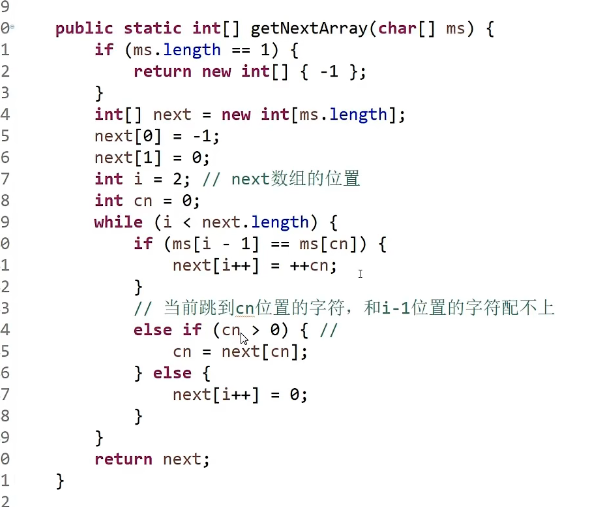 9
0 public static int[] getNextArray(char[] ms) {
1 if (ms.length == 1) {
2 return new int[] { -1 };
3 }
4 int[] next = new int[ms.length];
5 next[0] = -1;
6 next[1] = 0;
7 int i = 2; // next数组的位置
8 int cn = 0;
9 while (i < next.length) {
0 if (ms[i - 1] == ms[cn]) {
1 next[i++] = ++cn;
2 }
3 // 当前跳到cn位置的字符，和i-1位置的字符配不上
4 else if (cn > 0) { //
5 cn = next[cn];
6 } else {
7 next[i++] = 0;
8 }
9 }
0 return next;
1 }
2